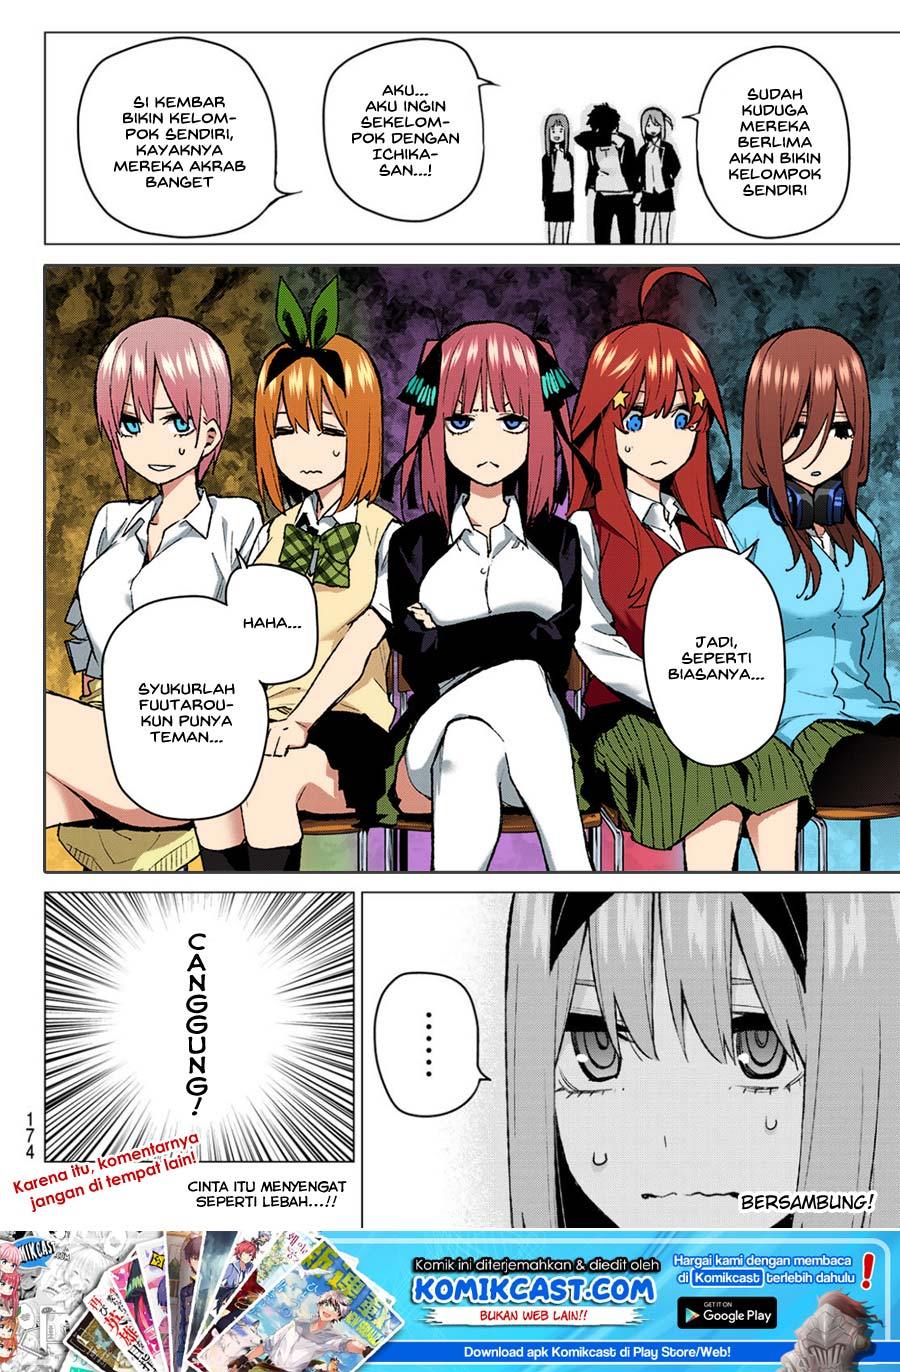 SI KEMBAR
BIKIN KELOM-
POK SENDIRI,
KAYAKNYA
MEREKA AKRAB
BANGET
AKU...
AKU INGIN
SEKELOM-
POK DENGAN
ICHIKA-
SAN...!
SUDAH
KUDUGA
MEREKA
BERLIMA
AKAN BIKIN
KELOMPOK
SENDIRI
HAHA...
SYUKURLAH
FUUTAROU-
KUN PUNYA
TEMAN...
JADI,
SEPERTI
BIASANYA...
CANGGUNG!
......
174
Karena itu, komentarnya
jangan di tempat lain!
CINTA ITU MENYENGAT
SEPERTI LEBAH...!!
BERSAMBUNG!
Komik ini diterjemahkan & diedit oleh
KOMIKCAST.COM
BUKAN WEB LAIN!!
Hargai kami dengan membaca
di Komikcast terlebih dahulu !
GET IT ON
Google Play
Download apk Komikcast di Play Store/Web!